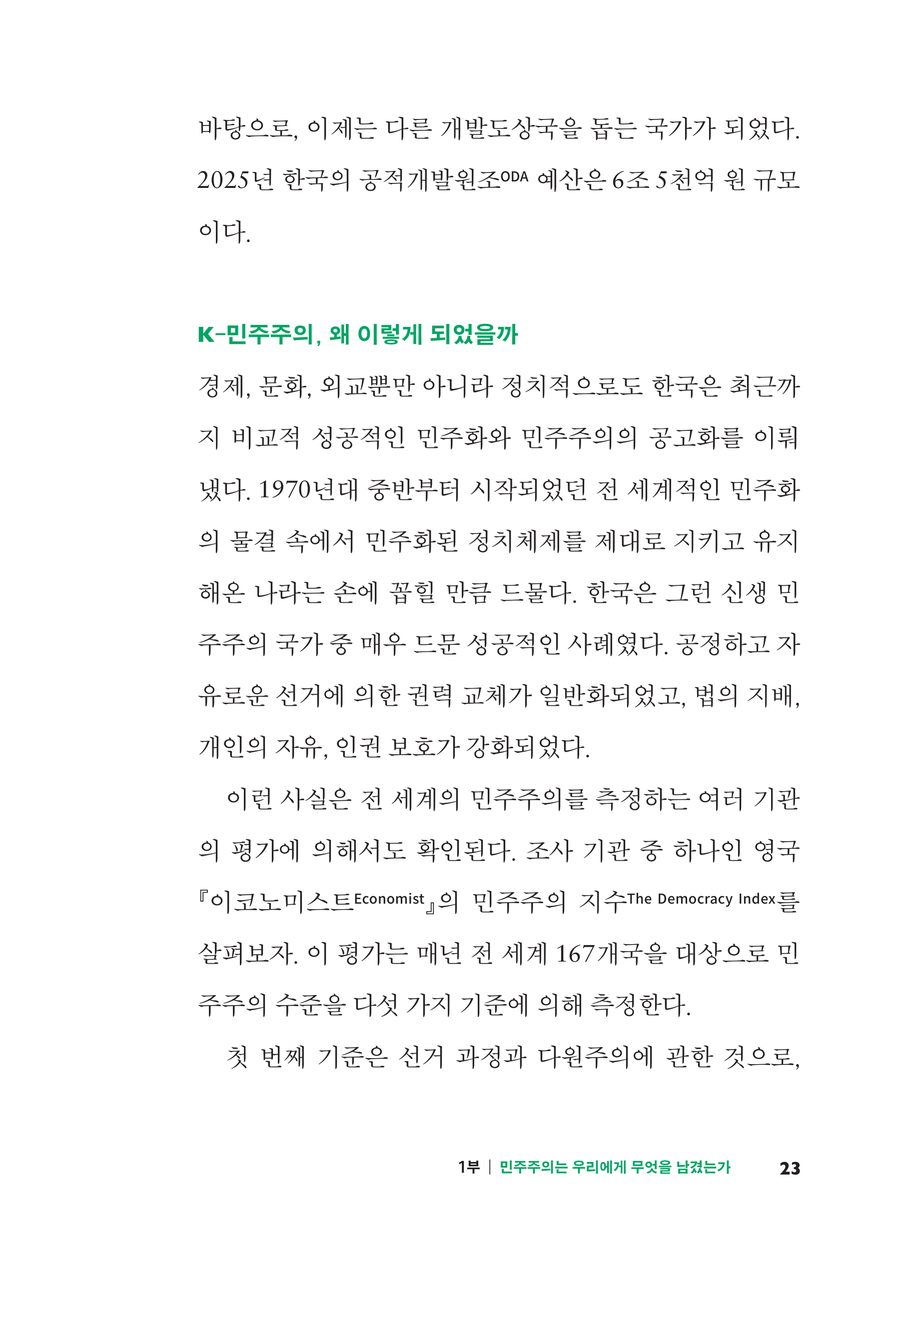 바탕으로, 이제는 다른 개발도상국을 돕는 국가가 되었다.
2025년 한국의 공적개발원조ODA 예산은 6조 5천억 원 규모
이다.
K-민주주의, 왜 이렇게 되었을까
경제, 문화, 외교뿐만 아니라 정치적으로도 한국은 최근까
지 비교적 성공적인 민주화와 민주주의의 공고화를 이뤄
냈다. 1970년대 중반부터 시작되었던 전 세계적인 민주화
의 물결 속에서 민주화된 정치체제를 제대로 지키고 유지
해온 나라는 손에 꼽힐 만큼 드물다. 한국은 그런 신생 민
주주의 국가 중 매우 드문 성공적인 사례였다. 공정하고 자
유로운 선거에 의한 권력 교체가 일반화되었고, 법의 지배,
개인의 자유, 인권 보호가 강화되었다.
이런 사실은 전 세계의 민주주의를 측정하는 여러 기관
의 평가에 의해서도 확인된다. 조사 기관 중 하나인 영국
『이코노미스트Economist』의 민주주의 지수The Democracy Index를
살펴보자. 이 평가는 매년 전 세계 167개국을 대상으로 민
주주의 수준을 다섯 가지 기준에 의해 측정한다.
첫 번째 기준은 선거 과정과 다원주의에 관한 것으로,
1부 | 민주주의는 우리에게 무엇을 남겼는가 23